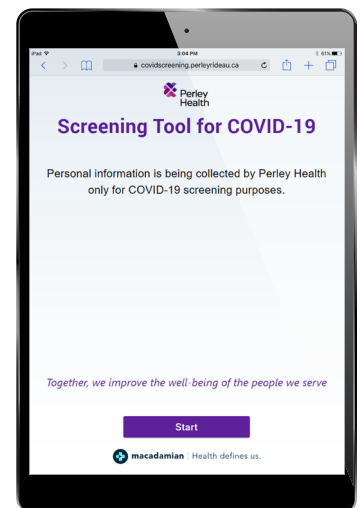 iPad 3:04 PM 61%
covidscreening.perleyrideau.ca
Perley
Health
Screening Tool for COVID-19
Personal information is being collected by Perley Health
only for COVID-19 screening purposes.
Together, we improve the well-being of the people we serve
Start
macadamian | Health defines us.